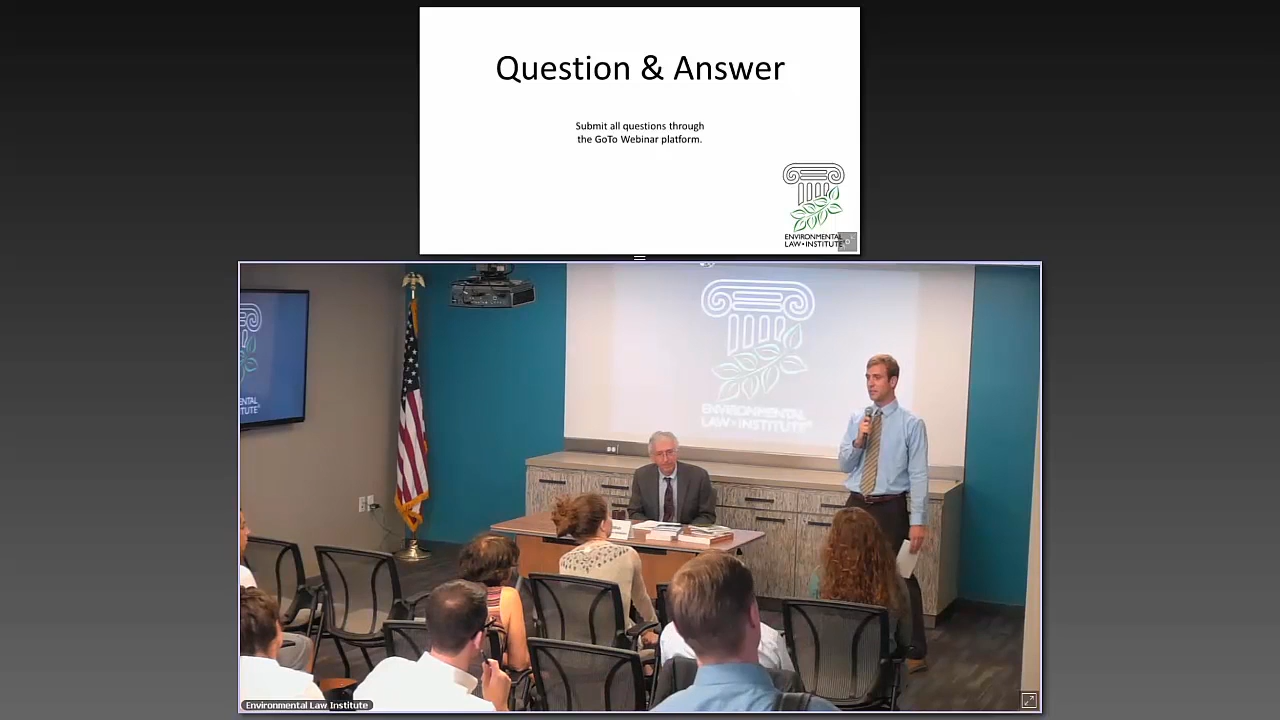 Question & Answer
Submit all questions through
the GoTo Webinar platform.
ENVIRONMENTAL
LAW•INSTITUTE
ENVIRONMENTAL
LAW•INSTITUTE®
Environmental Law Institute